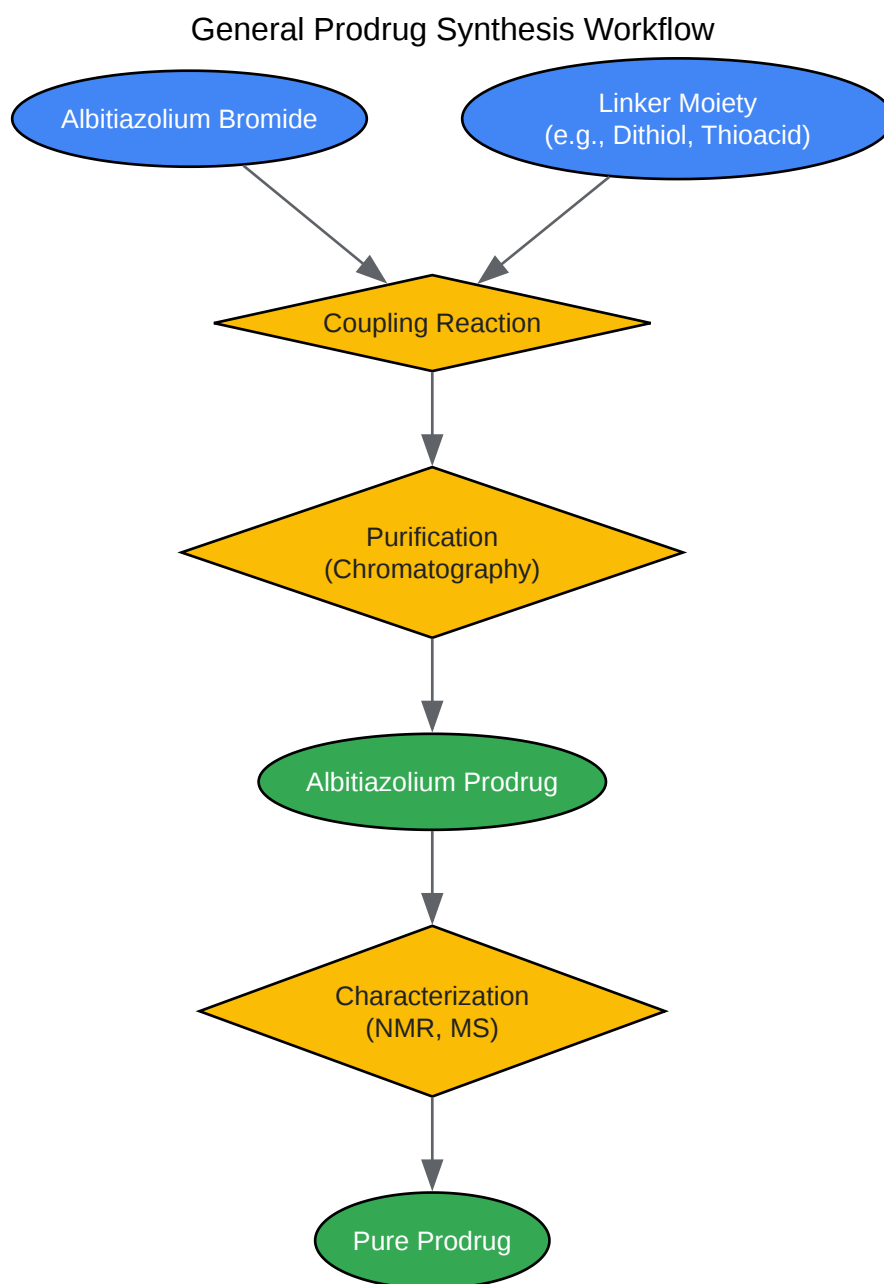 General Prodrug Synthesis Workflow
Albitiazolium Bromide
Linker Moiety
(e.g., Dithiol, Thioacid)
Coupling Reaction
Purification
(Chromatography)
Albitiazolium Prodrug
Characterization
(NMR, MS)
Pure Prodrug